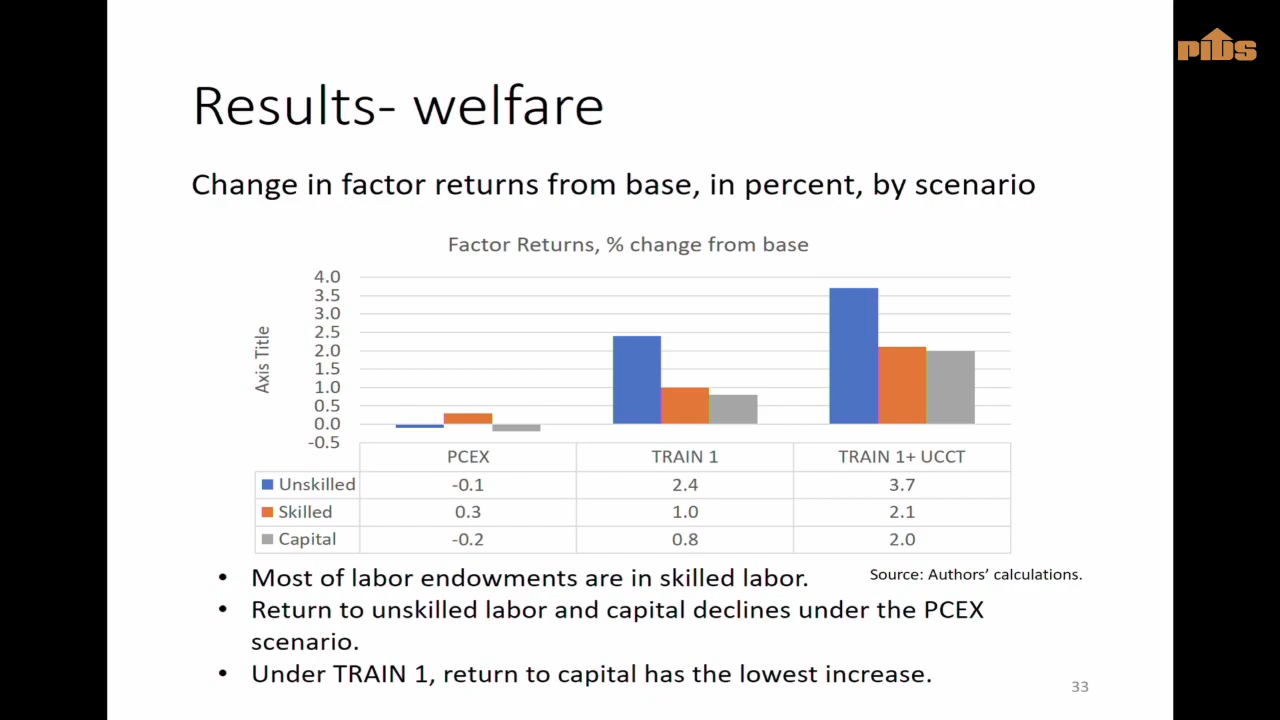 PIDS
Results- welfare
Change in factor returns from base, in percent, by scenario
Factor Returns, % change from base
Axis Title
4.0
3.5
3.0
2.5
2.0
1.5
1.0
0.5
0.0
-0.5
PCEX TRAIN 1 TRAIN 1+ UCCT
Unskilled -0.1 2.4 3.7
Skilled 0.3 1.0 2.1
Capital -0.2 0.8 2.0
• Most of labor endowments are in skilled labor.
Source: Authors’ calculations.
• Return to unskilled labor and capital declines under the PCEX
scenario.
• Under TRAIN 1, return to capital has the lowest increase.
33